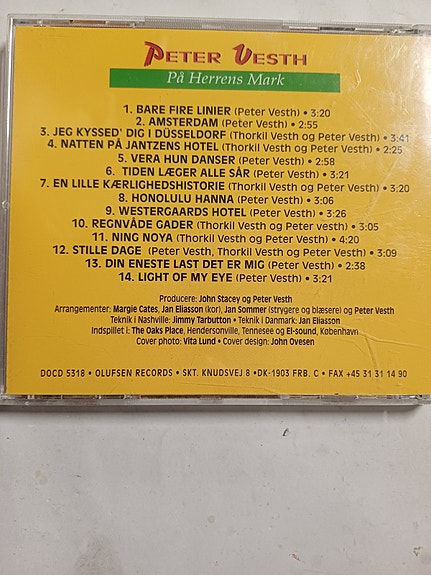 PETER VESTH
På Herrens Mark
1. BARE FIRE LINIER (Peter Vesth) • 3:20
2. AMSTERDAM (Peter Vesth) • 2:55
3. JEG KYSSED' DIG I DÜSSELDORF (Thorkil Vesth og Peter Vesth) • 3:41
4. NATTEN PÅ JANTZENS HOTEL (Thorkil Vesth og Peter Vesth) • 2:25
5. VERA HUN DANSER (Peter Vesth) • 2:58
6. TIDEN LÆGER ALLE SÅR (Peter Vesth) • 3:21
7. EN LILLE KÆRLIGHEDSHISTORIE (Thorkil Vesth og Peter Vesth) • 3:20
8. HONOLULU HANNA (Peter Vesth) • 3:06
9. WESTERGAARDS HOTEL (Peter Vesth) • 3:26
10. REGNVÅDE GADER (Thorkil Vesth og Peter Vesth) • 3:05
11. NING NOYA (Thorkil Vesth og Peter Vesth) • 4:20
12. STILLE DAGE (Peter Vesth, Thorkil Vesth og Peter Vesth) • 3:09
13. DIN ENESTE LAST DET ER MIG (Peter Vesth) • 2:38
14. LIGHT OF MY EYE (Peter Vesth) • 3:21
Producere: John Stacey og Peter Vesth
Arrangementer: Margie Cates, Jan Eliasson (kor), Jan Sommer (strygere og blæsere) og Peter Vesth
Teknik i Nashville: Jimmy Tarbutton • Teknik i Danmark: Jan Eliasson
Indspillet i: The Oaks Place, Hendersonville, Tennesee og El-sound, København
Cover photo: Vita Lund • Cover design: John Ovesen
DOCD 5318 • OLUFSEN RECORDS • SKT. KNUDSVEJ 8 •DK-1903 FRB. C • FAX +45 31 31 14 90